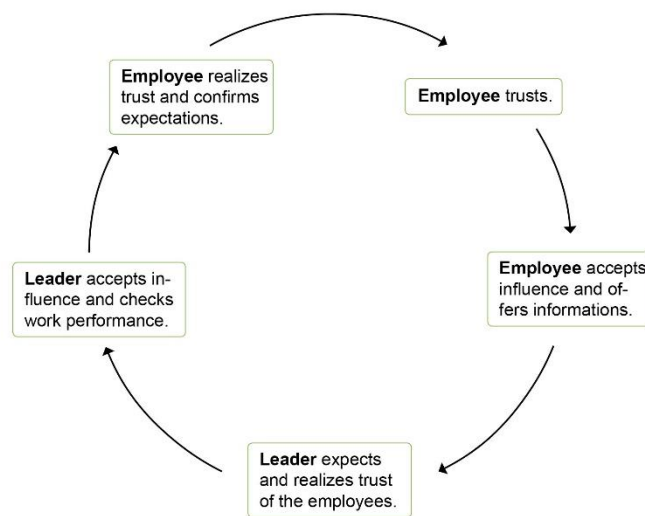 Employee realizes
trust and confirms
expectations.
Employee trusts.
Employee accepts
influence and of-
fers informations.
Leader expects
and realizes trust
of the employees.
Leader accepts in-
fluence and checks
work performance.